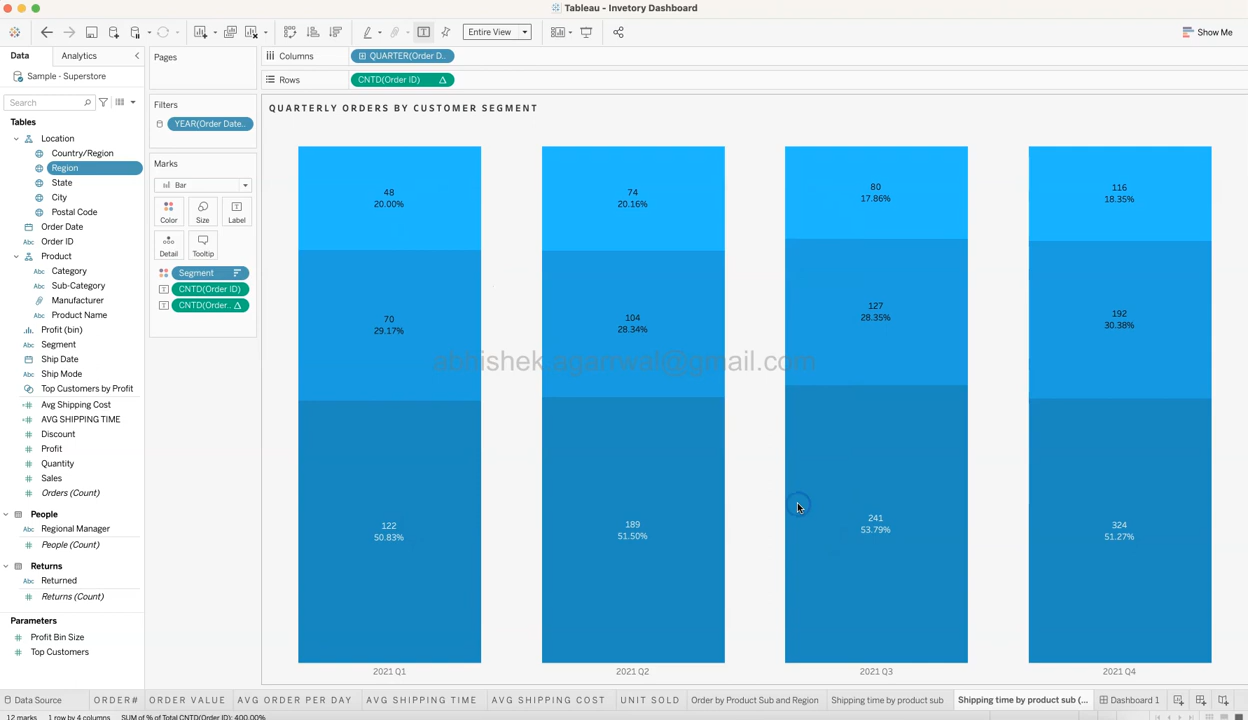 Tableau - Invetory Dashboard
Entire View
Show Me
Data
Analytics
Pages
Columns
QUARTER(Order D..
Rows
CNTD(Order ID)
Sample - Superstore
Search
Tables
Location
Country/Region
Region
State
City
Postal Code
Order Date
Abc Order ID
Product
Abc Category
Abc Sub-Category
Manufacturer
Abc Product Name
Profit (bin)
Abc Segment
Ship Date
Abc Ship Mode
Top Customers by Profit
Avg Shipping Cost
AVG SHIPPING TIME
Discount
Profit
Quantity
Sales
Orders (Count)
People
Abc Regional Manager
People (Count)
Returns
Abc Returned
Returns (Count)
Parameters
Profit Bin Size
Top Customers
Filters
YEAR(Order Date..
Marks
Bar
Color
Size
Label
Detail
Tooltip
Segment
CNTD(Order ID)
CNTD(Order..
QUARTERLY ORDERS BY CUSTOMER SEGMENT
48
20.00%
74
20.16%
80
17.86%
116
18.35%
70
29.17%
104
28.34%
127
28.35%
192
30.38%
abhishek.agarrwal@gmail.com
122
50.83%
189
51.50%
241
53.79%
324
51.27%
2021 Q1
2021 Q2
2021 Q3
2021 Q4
Data Source
ORDER#
ORDER VALUE
AVG ORDER PER DAY
AVG SHIPPING TIME
AVG SHIPPING COST
UNIT SOLD
Order by Product Sub and Region
Shipping time by product sub
Shipping time by product sub (...
Dashboard 1
12 marks
1 row by 4 columns
SUM of % of Total CNTD(Order ID): 400.00%